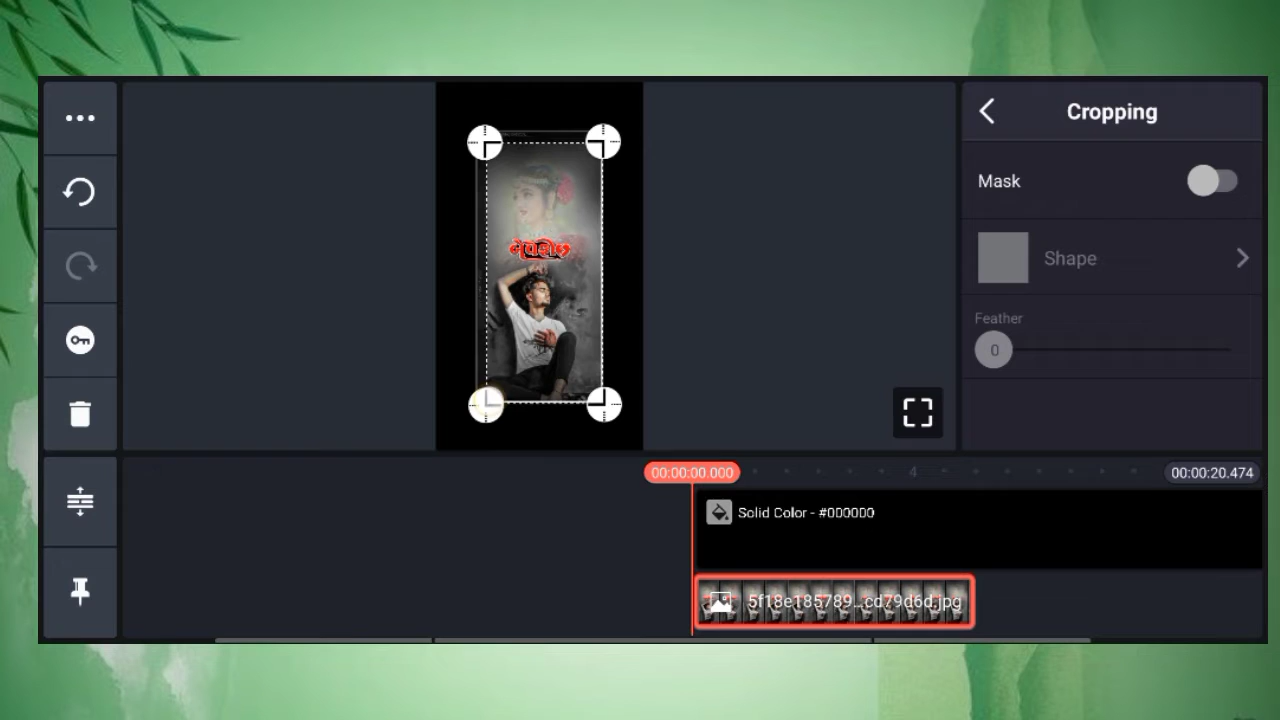 Cropping
Mask
Shape
Feather
0
00:00:00.000
4
00:00:20.474
Solid Color - #000000
5f18e185789...cd79d6d.jpg